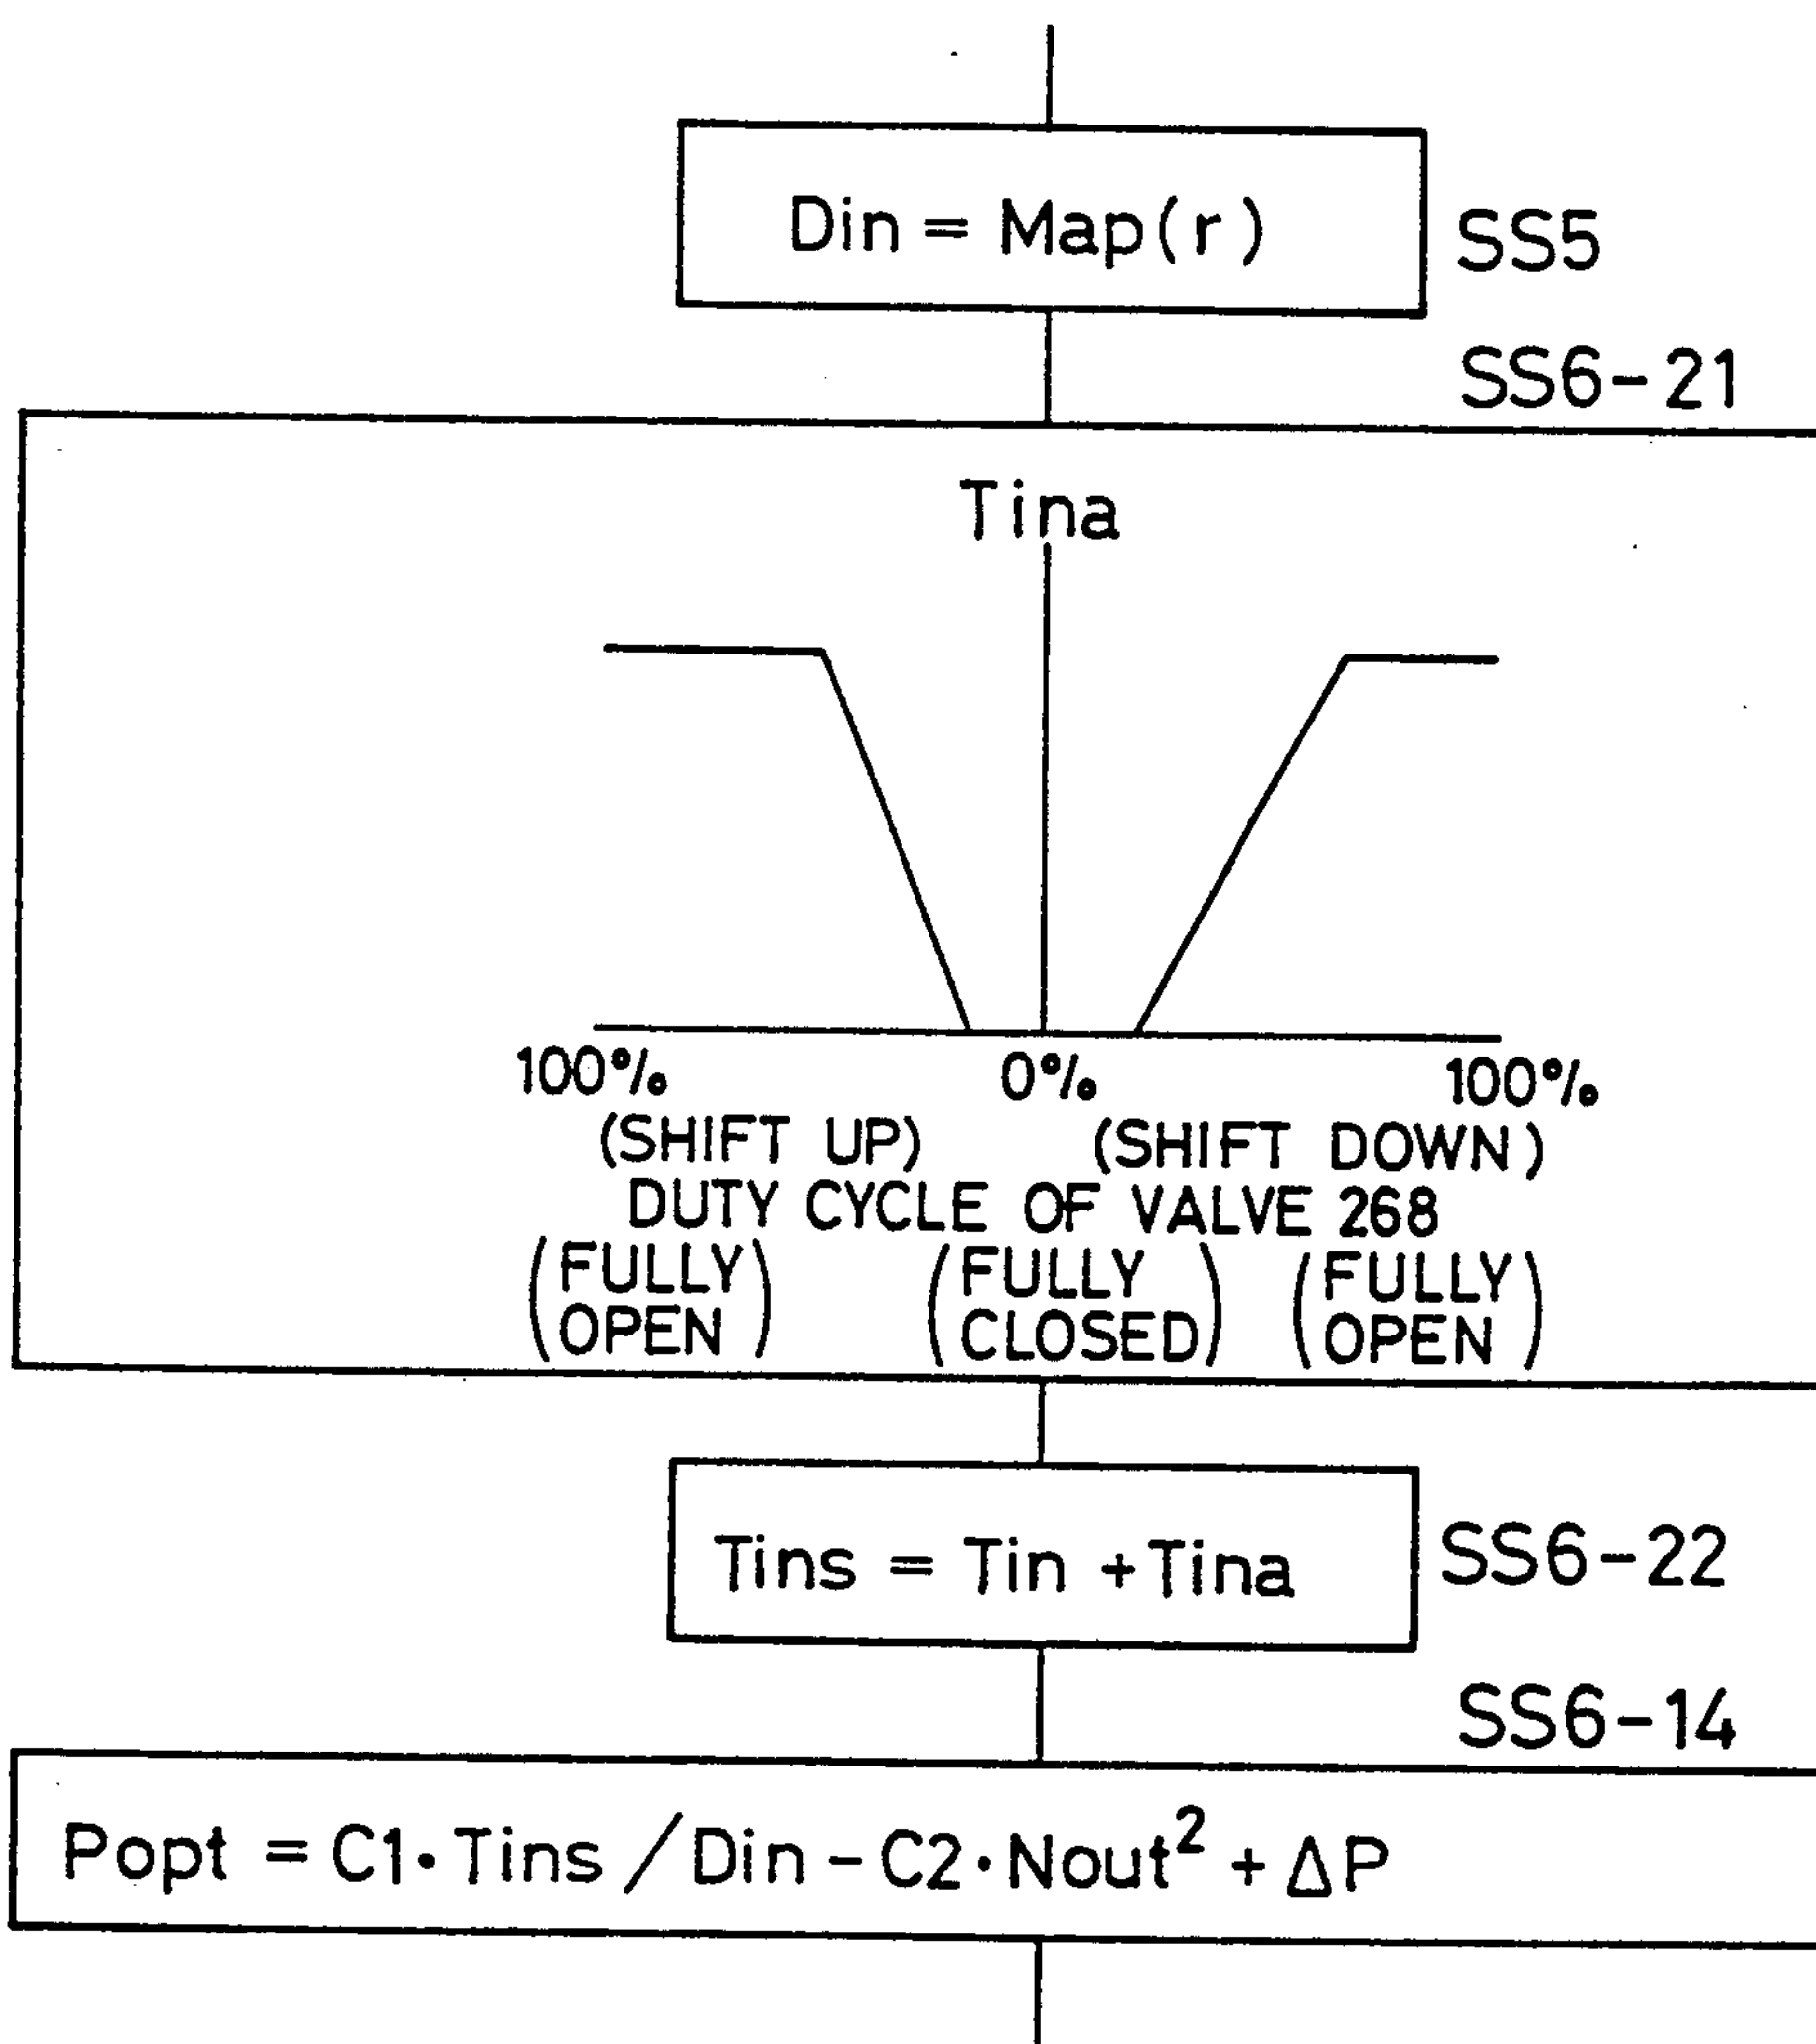 Din = Map(r)
SS5
SS6-21
Tina
100% 0% 100%
(SHIFT UP) (SHIFT DOWN)
DUTY CYCLE OF VALVE 268
(FULLY OPEN) (FULLY CLOSED) (FULLY OPEN)
Tins = Tin + Tina
SS6-22
SS6-14
Popt = C1·Tins / Din - C2·Nout² + ΔP